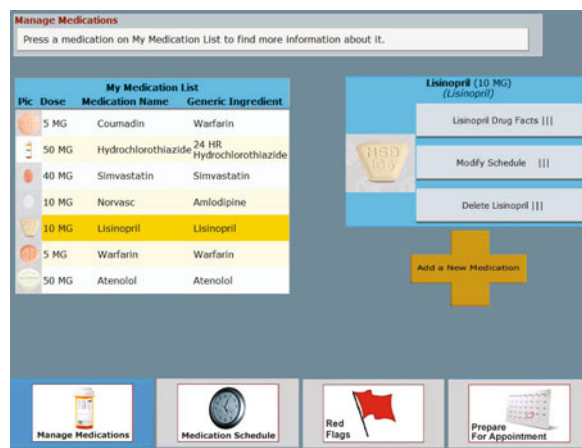 Manage Medications
Press a medication on My Medication List to find more information about it.
My Medication List
Pic Dose Medication Name Generic Ingredient
5 MG Coumadin Warfarin
50 MG Hydrochlorothiazide 24 HR Hydrochlorothiazide
40 MG Simvastatin Simvastatin
10 MG Norvasc Amlodipine
10 MG Lisinopril Lisinopril
5 MG Warfarin Warfarin
50 MG Atenolol Atenolol
Lisinopril (10 MG)
(Lisinopril)
MSD
Lisinopril Drug Facts |||
Modify Schedule |||
Delete Lisinopril |||
Add a New Medication
Manage Medications
Medication Schedule
Red
Flags
Prepare
For Appointment